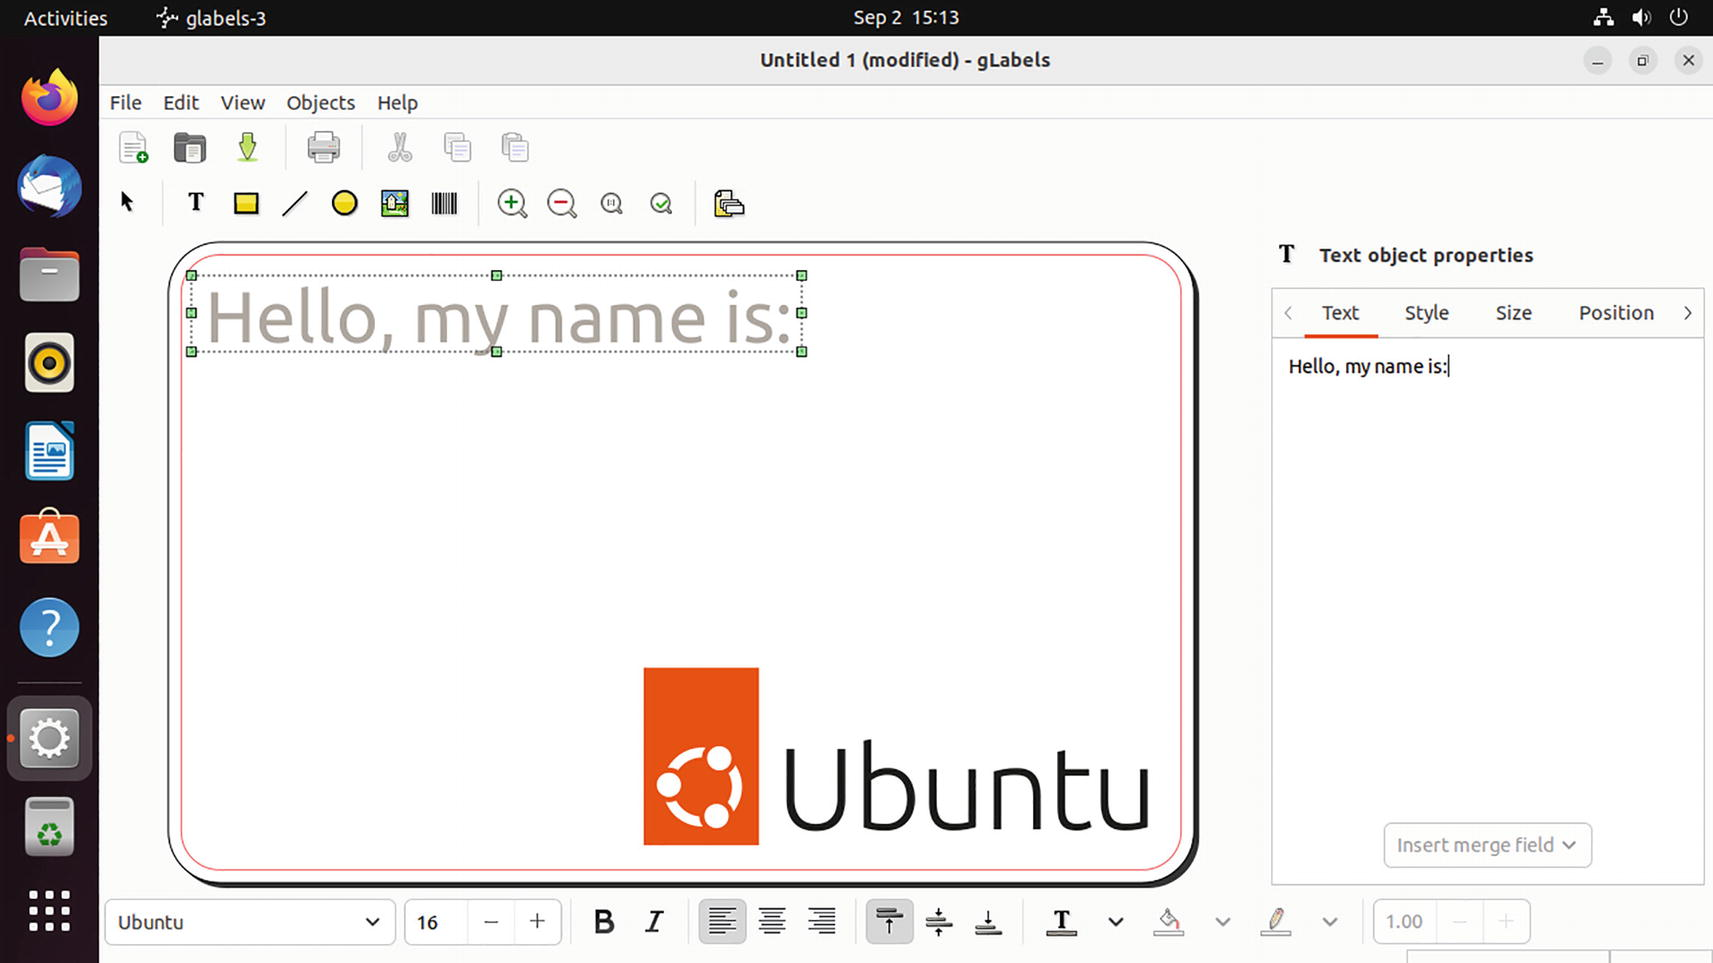 Activities glabels-3 Sep 2 15:13
Untitled 1 (modified) - gLabels
File Edit View Objects Help
T
T Text object properties
Text Style Size Position
Hello, my name is:
Hello, my name is:
Ubuntu
Insert merge field
Ubuntu 16 B I T 1.00